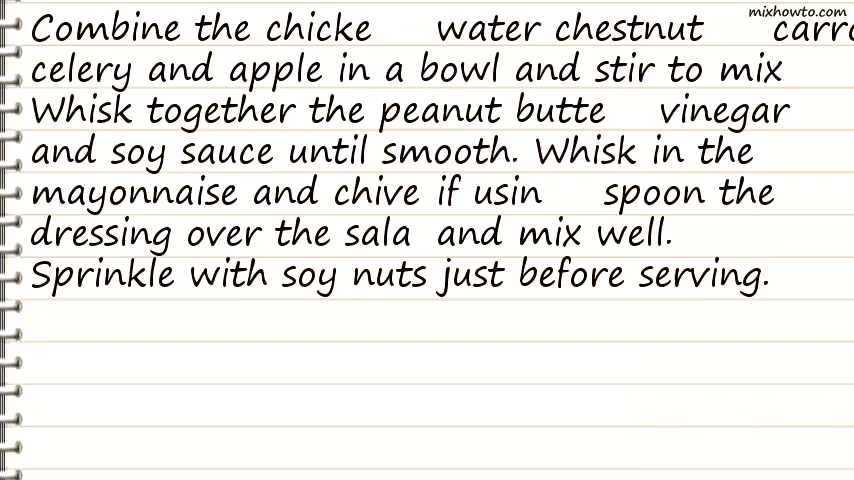 mixhowto.com
Combine the chicke water chestnut carro
celery and apple in a bowl and stir to mix
Whisk together the peanut butte vinegar
and soy sauce until smooth. Whisk in the
mayonnaise and chive if usin spoon the
dressing over the sala and mix well.
Sprinkle with soy nuts just before serving.